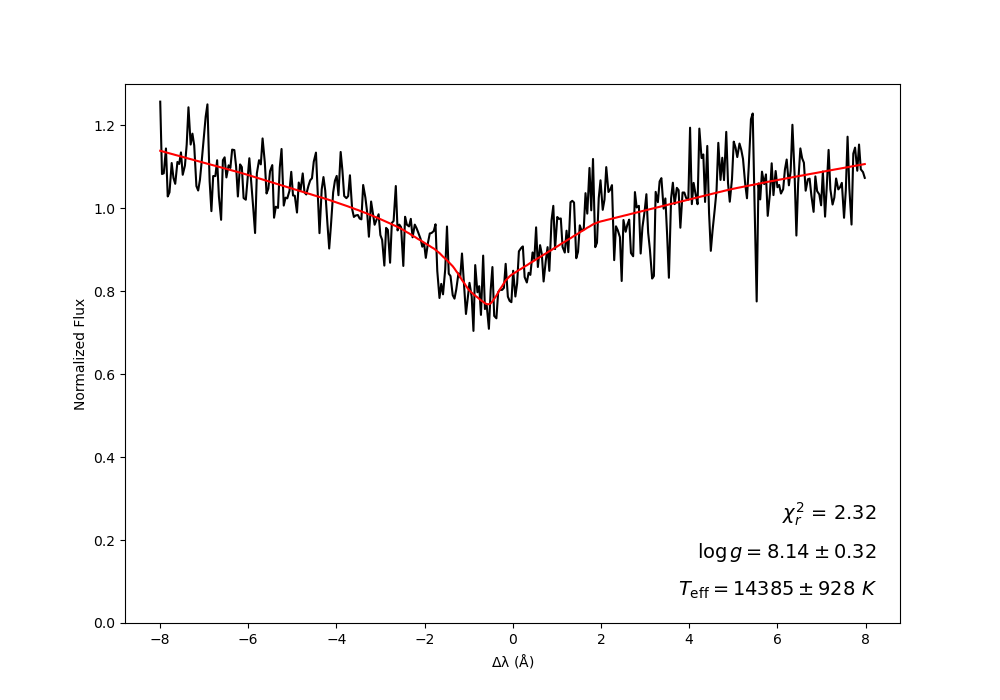 1.2
1.0
0.8
0.6
0.4
0.2
0.0
Normalized Flux
χ²ᵣ = 2.32
log g = 8.14 ± 0.32
T_eff = 14385 ± 928 K
−8 −6 −4 −2 0 2 4 6 8
Δλ (Å)